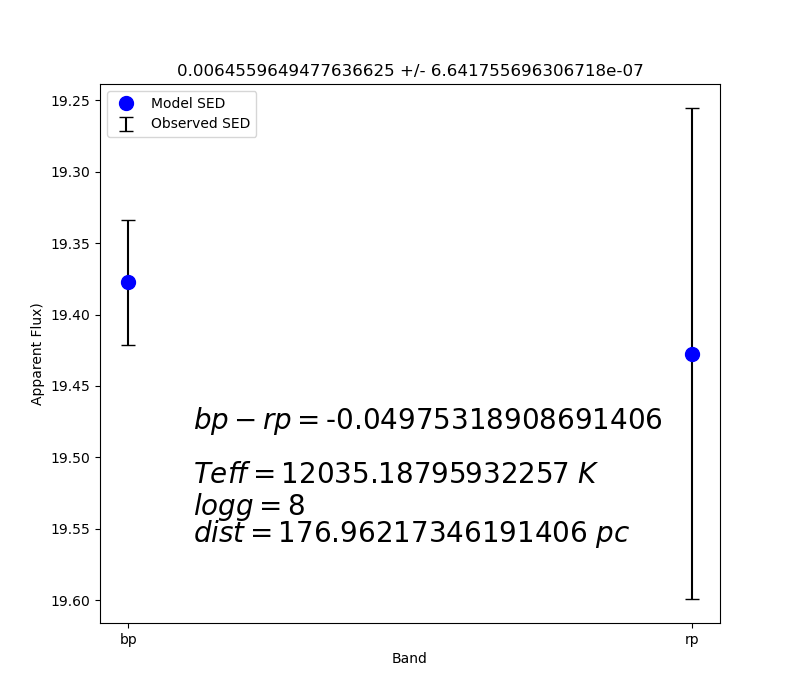 0.0064559649477636625 +/- 6.641755696306718e-07
Model SED
Observed SED
19.25
19.30
19.35
19.40
19.45
19.50
19.55
19.60
Apparent Flux)
bp − rp = -0.04975318908691406
Teff = 12035.18795932257 K
logg = 8
dist = 176.96217346191406 pc
bp
rp
Band